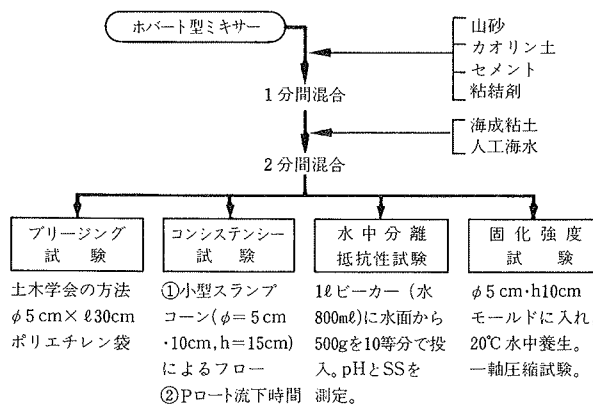 ホバート型ミキサー
山砂
カオリン土
セメント
粘結剤
1分間混合
海成粘土
人工海水
2分間混合
ブリージング
試験
土木学会の方法
φ5cm×ℓ30cm
ポリエチレン袋
コンシステンシー
試験
①小型スランプ
コーン(φ=5cm
・10cm,h=15cm)
によるフロー
②Pロート流下時間
水中分離
抵抗性試験
1ℓビーカー(水
800mℓ)に水面から
500gを10等分で投
入。pHとSSを
測定。
固化強度
試験
φ5cm・h10cm
モールドに入れ
20℃水中養生。
一軸圧縮試験。